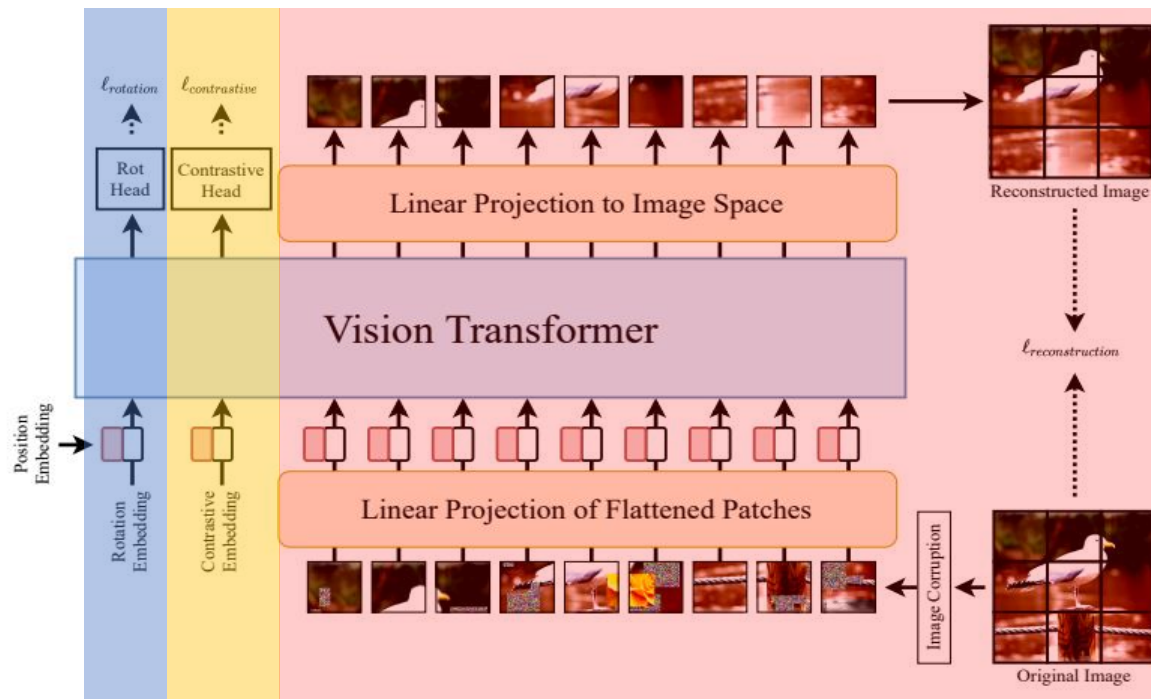 ℓrotation
ℓcontrastive
Rot
Head
Contrastive
Head
Linear Projection to Image Space
Reconstructed Image
Vision Transformer
ℓreconstruction
Position
Embedding
Rotation
Embedding
Contrastive
Embedding
Linear Projection of Flattened Patches
Image Corruption
Original Image